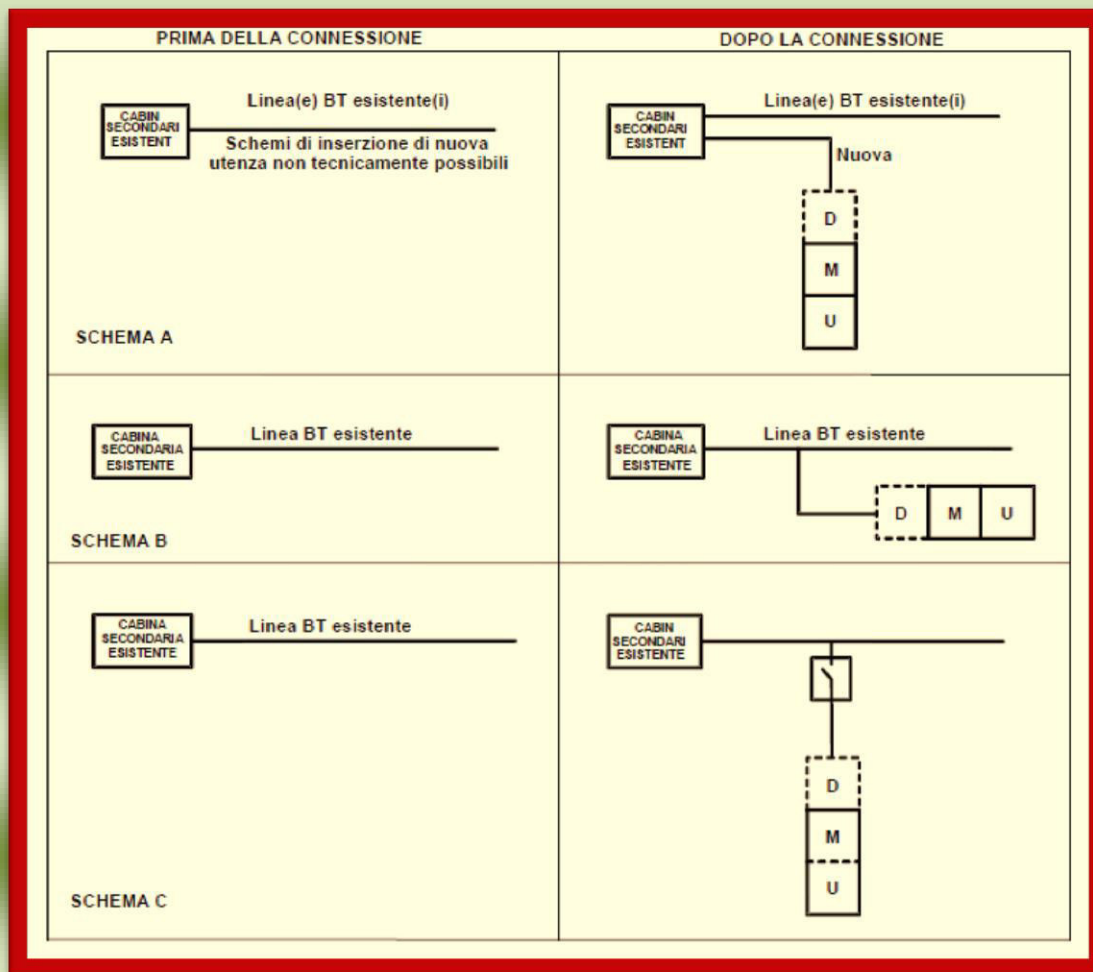 PRIMA DELLA CONNESSIONE
DOPO LA CONNESSIONE
CABIN
SECONDARI
ESISTENT
Linea(e) BT esistente(i)
Schemi di inserzione di nuova
utenza non tecnicamente possibili
SCHEMA A
CABIN
SECONDARI
ESISTENT
Linea(e) BT esistente(i)
Nuova
D
M
U
CABINA
SECONDARIA
ESISTENTE
Linea BT esistente
SCHEMA B
CABINA
SECONDARIA
ESISTENTE
Linea BT esistente
D M U
CABINA
SECONDARIA
ESISTENTE
Linea BT esistente
SCHEMA C
CABIN
SECONDARI
ESISTENTE
D
M
U